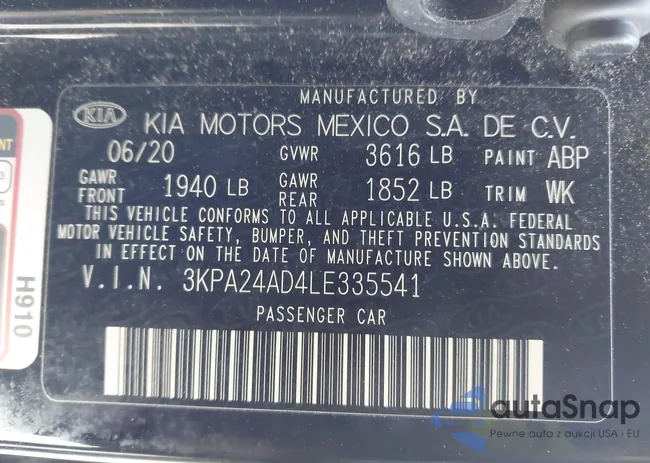 MANUFACTURED BY
KIA KIA MOTORS MEXICO S.A. DE C.V.
06/20 GVWR 3616 LB PAINT ABP
GAWR FRONT 1940 LB GAWR REAR 1852 LB TRIM WK
THIS VEHICLE CONFORMS TO ALL APPLICABLE U.S.A. FEDERAL
MOTOR VEHICLE SAFETY, BUMPER, AND THEFT PREVENTION STANDARDS
IN EFFECT ON THE DATE OF MANUFACTURE SHOWN ABOVE.
V.I.N. 3KPA24AD4LE335541
PASSENGER CAR
H910
autaSnap
Pewne auta z aukcji USA - EU